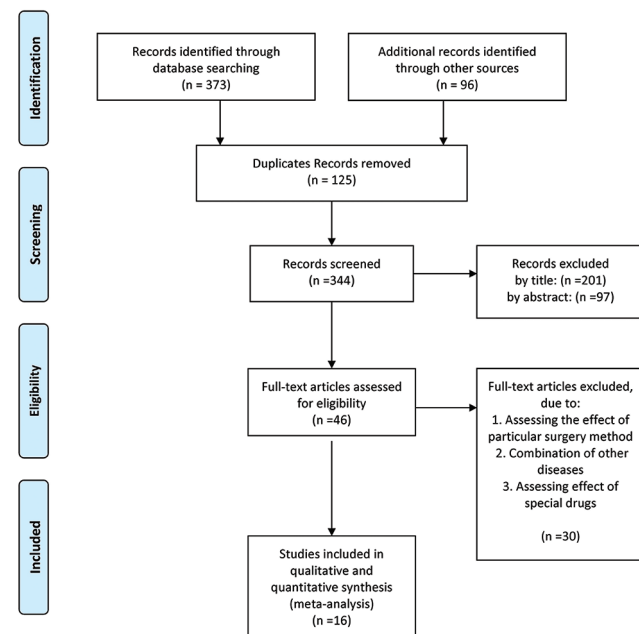 Identification
Records identified through
database searching
(n = 373)
Additional records identified
through other sources
(n = 96)
Duplicates Records removed
(n = 125)
Screening
Records screened
(n =344)
Records excluded
by title: (n =201)
by abstract: (n =97)
Eligibility
Full-text articles assessed
for eligibility
(n =46)
Full-text articles excluded,
due to:
1. Assessing the effect of
particular surgery method
2. Combination of other
diseases
3. Assessing effect of
special drugs
(n =30)
Included
Studies included in
qualitative and
quantitative synthesis
(meta-analysis)
(n =16)